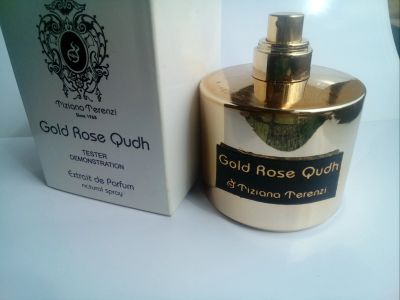 Tiziana Terenzi
Since 1968
Gold Rose Oudh
TESTER
DEMONSTRATION
Extrait de Parfum
natural spray
Gold Rose Oudh
Tiziana Terenzi